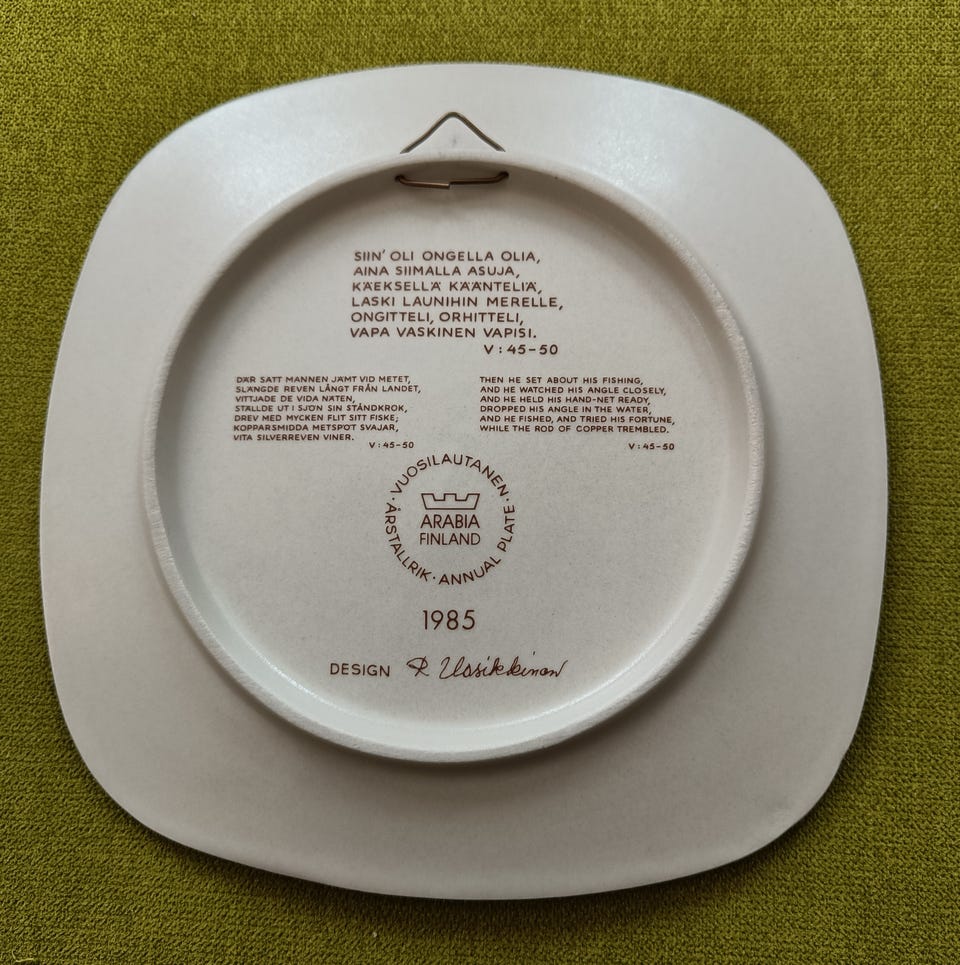 SIIN' OLI ONGELLA OLIA,
AINA SIIMALLA ASUJA,
KÄEKSELLÄ KÄÄNTELIÄ,
LASKI LAUNIHIN MERELLE,
ONGITTELI, ORHITTELI,
VAPA VASKINEN VAPISI.
V : 45-50
DÄR SATT MANNEN JÄMT VID METET,
SLÄNGDE REVEN LÅNGT FRÅN LANDET,
VITTJADE DE VIDA NÄTEN,
STÄLLDE UT I SJÖN SIN STÅNDKROK,
DREV MED MYCKEN FLIT SITT FISKE;
KOPPARSMIDDA METSPÖT SVAJAR,
VITA SILVERREVEN VINER.
V : 45-50
THEN HE SET ABOUT HIS FISHING,
AND HE WATCHED HIS ANGLE CLOSELY,
AND HE HELD HIS HAND-NET READY,
DROPPED HIS ANGLE IN THE WATER,
AND HE FISHED, AND TRIED HIS FORTUNE,
WHILE THE ROD OF COPPER TREMBLED.
V : 45-50
· VUOSILAUTANEN · ANNUAL PLATE · ÅRSTALLRIK
ARABIA
FINLAND
1985
DESIGN R Uosikkinen